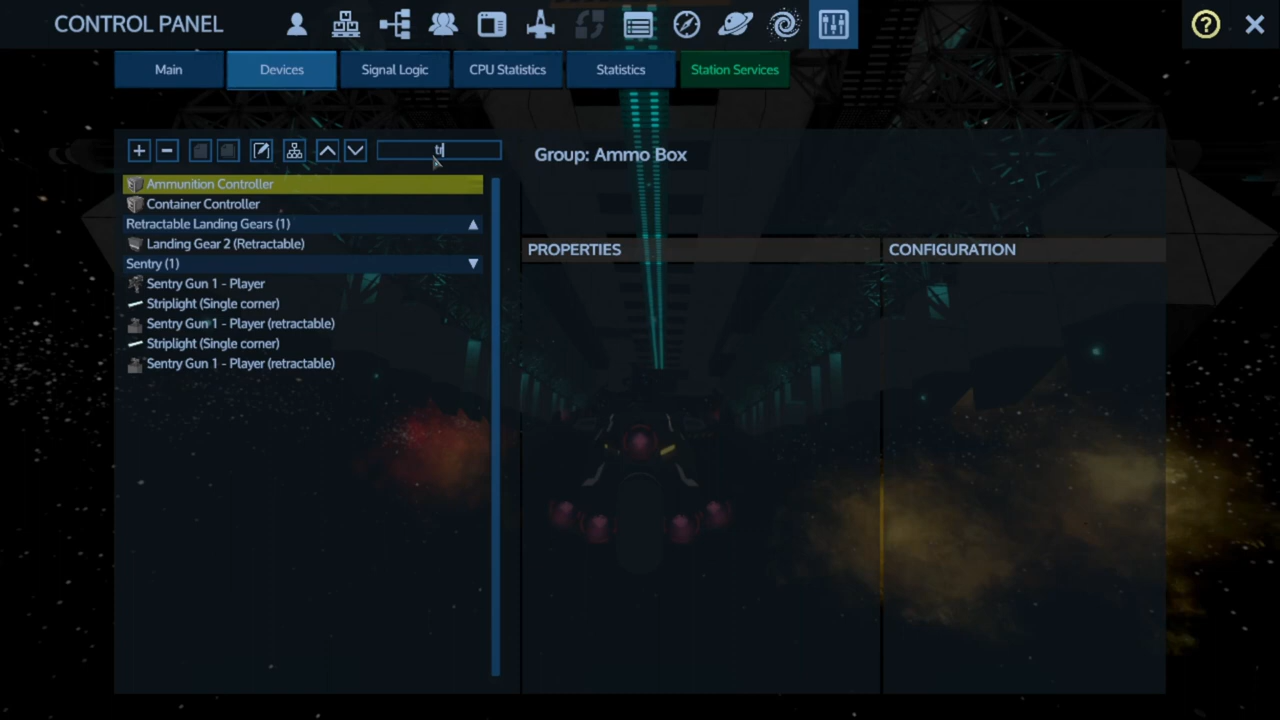 CONTROL PANEL
?
Main
Devices
Signal Logic
CPU Statistics
Statistics
Station Services
Group: Ammo Box
Ammunition Controller
Container Controller
Retractable Landing Gears (1)
Landing Gear 2 (Retractable)
Sentry (1)
Sentry Gun 1 - Player
Striplight (Single corner)
Sentry Gun 1 - Player (retractable)
Striplight (Single corner)
Sentry Gun 1 - Player (retractable)
PROPERTIES
CONFIGURATION